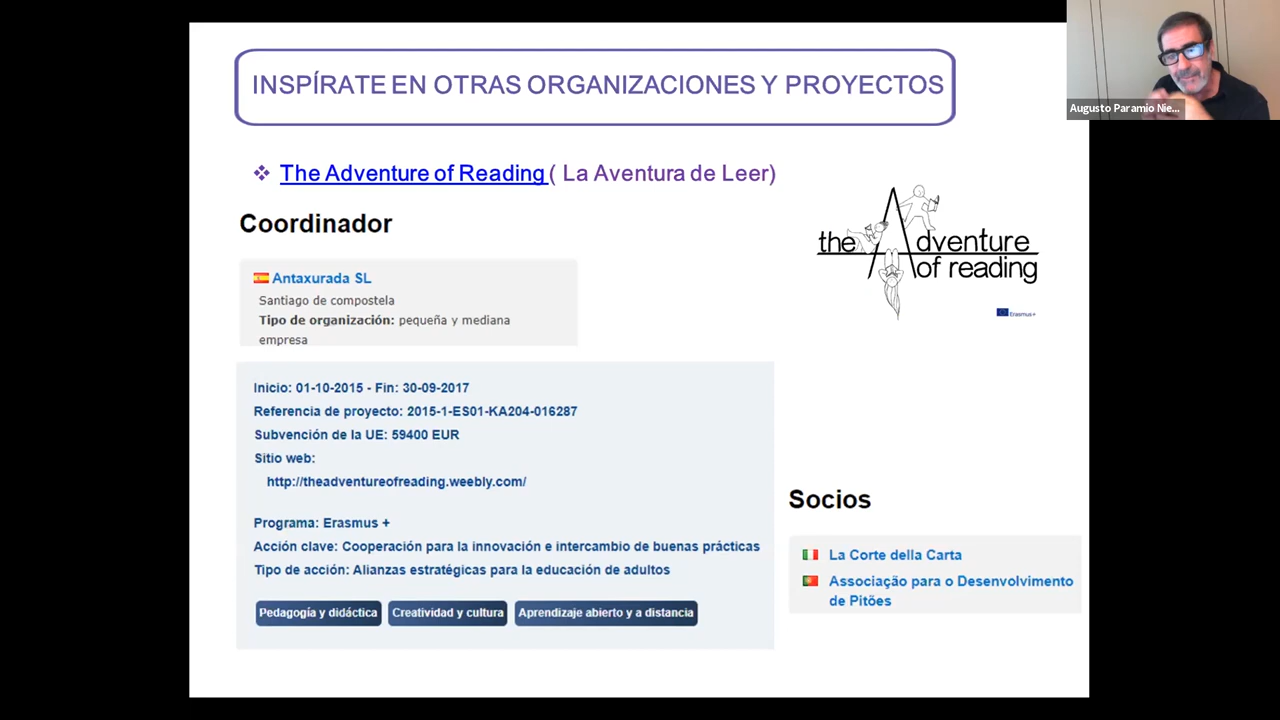 INSPÍRATE EN OTRAS ORGANIZACIONES Y PROYECTOS
Augusto Paramio Nie...
❖ The Adventure of Reading ( La Aventura de Leer)
Coordinador
the Adventure
of reading
Erasmus+
Antaxurada SL
Santiago de compostela
Tipo de organización: pequeña y mediana
empresa
Inicio: 01-10-2015 - Fin: 30-09-2017
Referencia de proyecto: 2015-1-ES01-KA204-016287
Subvención de la UE: 59400 EUR
Sitio web:
http://theadventureofreading.weebly.com/
Programa: Erasmus +
Acción clave: Cooperación para la innovación e intercambio de buenas prácticas
Tipo de acción: Alianzas estratégicas para la educación de adultos
Pedagogía y didáctica Creatividad y cultura Aprendizaje abierto y a distancia
Socios
La Corte della Carta
Associação para o Desenvolvimento
de Pitões